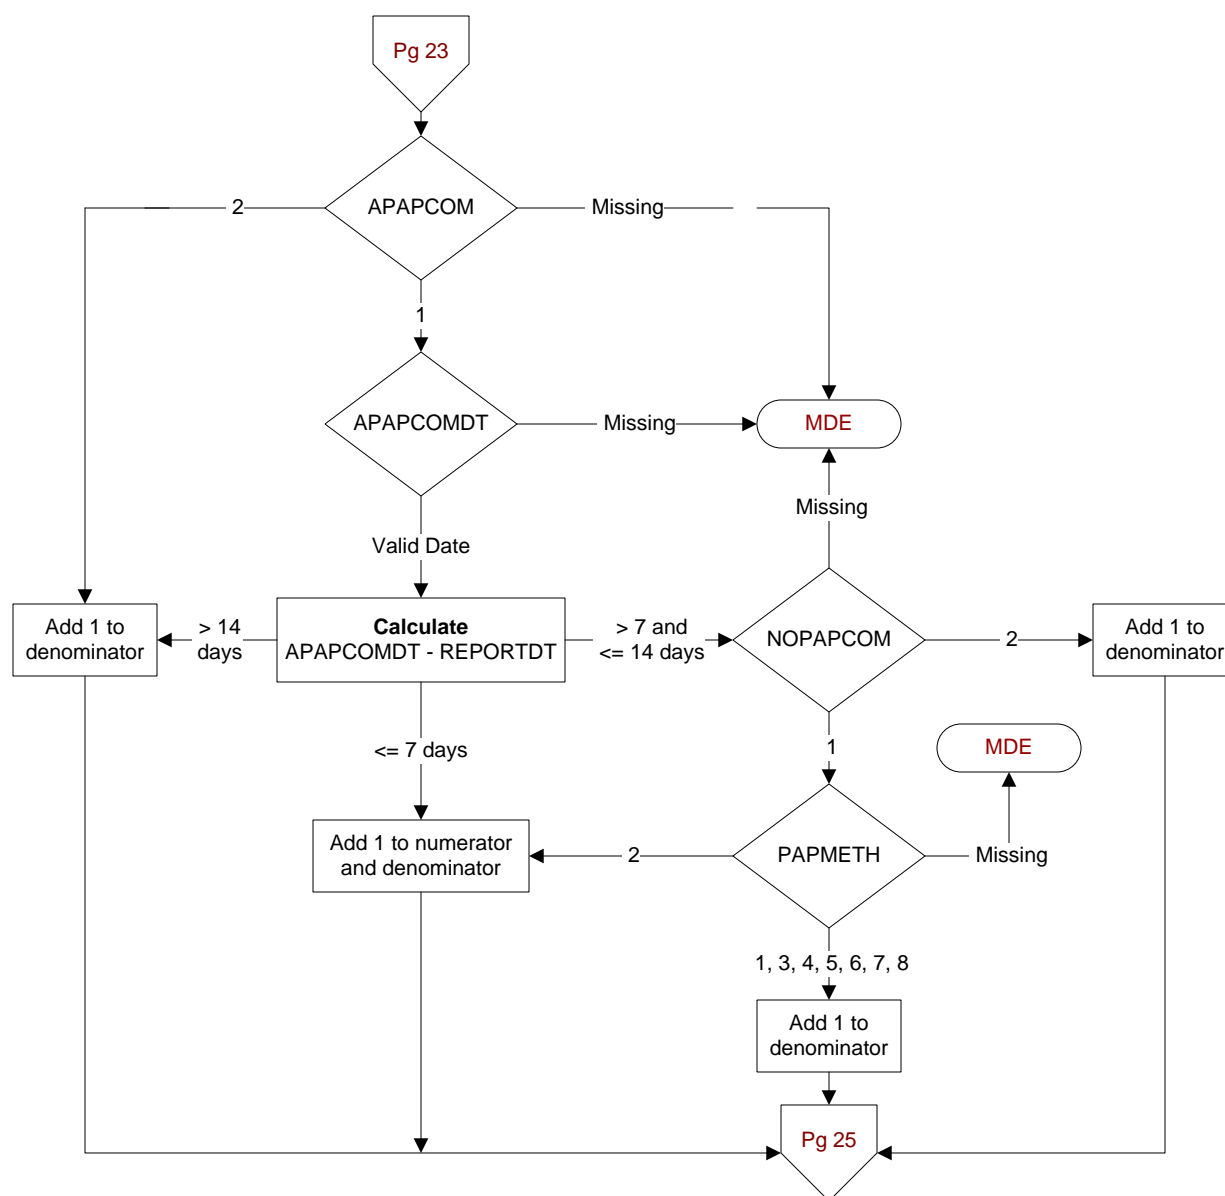 Pg 23
2
APAPCOM
Missing
1
APAPCOMDT
Missing
MDE
Missing
Valid Date
Add 1 to
denominator
> 14
days
Calculate
APAPCOMDT - REPORTDT
> 7 and
<= 14 days
NOPAPCOM
2
Add 1 to
denominator
<= 7 days
1
MDE
Add 1 to numerator
and denominator
2
PAPMETH
Missing
1, 3, 4, 5, 6, 7, 8
Add 1 to
denominator
Pg 25